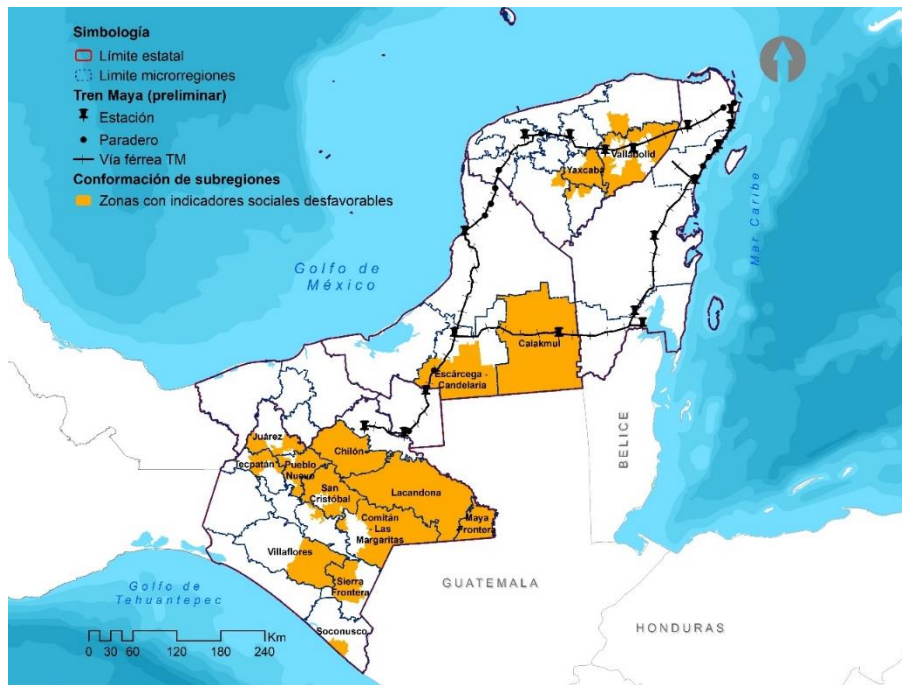 Simbología
Límite estatal
Limite microrregiones
Tren Maya (preliminar)
Estación
Paradero
Vía férrea TM
Conformación de subregiones
Zonas con indicadores sociales desfavorables
Valladolid
Yaxcabá
Mar Caribe
Golfo de
México
Calakmul
Escárcega -
Candelaria
BELICE
Juárez
Chilón
Tecpatán
Pueblo
Nuevo
San
Cristóbal
Lacandona
Comitán
- Las
Margaritas
Maya
Frontera
Villaflores
Sierra
Frontera
GUATEMALA
Golfo de
Tehuantepec
Soconusco
HONDURAS
Km
0 30 60 120 180 240